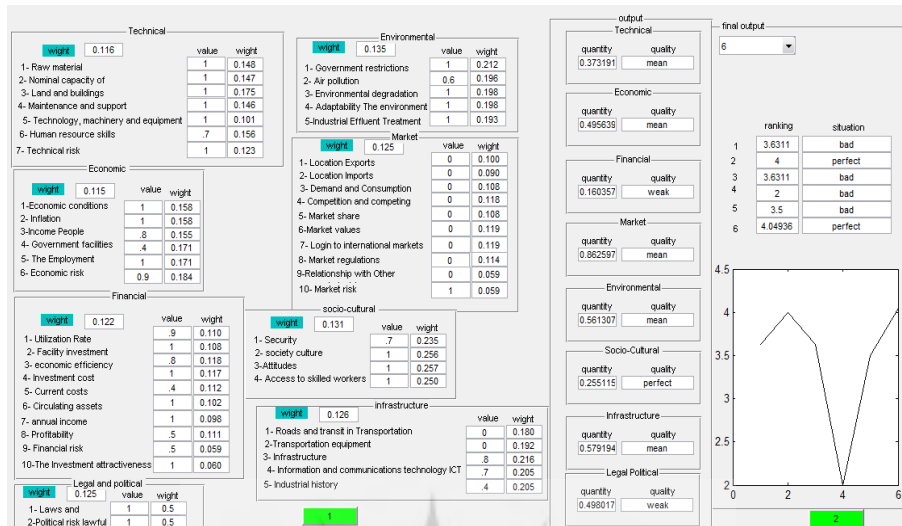 Technical
wight 0.116 value wight
1- Raw material 1 0.148
2- Nominal capacity of 1 0.147
3- Land and buildings 1 0.175
4- Maintenance and support 1 0.146
5- Technology, machinery and equipment 1 0.101
6- Human resource skills .7 0.156
7- Technical risk 1 0.123
Economic
wight 0.115 value wight
1-Economic conditions 1 0.158
2- Inflation 1 0.158
3-Income People .8 0.155
4- Government facilities .4 0.171
5- The Employment 1 0.171
6- Economic risk 0.9 0.184
Financial
wight 0.122 value wight
1- Utilization Rate .9 0.110
2- Facility investment 1 0.108
3- economic efficiency .8 0.118
4- Investment cost 1 0.117
5- Current costs .4 0.112
6- Circulating assets 1 0.102
7- annual income 1 0.098
8- Profitability .5 0.111
9- Financial risk .5 0.059
10-The Investment attractiveness 1 0.060
Legal and political
wight 0.125 value wight
1- Laws and 1 0.5
2-Political risk lawful 1 0.5
Environmental
wight 0.135 value wight
1- Government restrictions 1 0.212
2- Air pollution 0.6 0.196
3- Environmental degradation 1 0.198
4- Adaptability The environment 1 0.198
5-Industrial Effluent Treatment 1 0.193
Market
wight 0.125 value wight
1- Location Exports 0 0.100
2- Location Imports 0 0.090
3- Demand and Consumption 0 0.108
4- Competition and competing 0 0.118
5- Market share 0 0.108
6-Market values 0 0.119
7- Login to international markets 0 0.119
8- Market regulations 0 0.114
9-Relationship with Other 0 0.059
10- Market risk 1 0.059
socio-cultural
wight 0.131 value wight
1- Security .7 0.235
2- society culture 1 0.256
3-Attitudes 1 0.257
4- Access to skilled workers 1 0.250
infrastructure
wight 0.126 value wight
1- Roads and transit in Transportation 0 0.180
2-Transportation equipment 0 0.192
3- Infrastructure .8 0.216
4- Information and communications technology ICT .7 0.205
5- Industrial history .4 0.205
1
output
Technical
quantity quality
0.373191 mean
Economic
quantity quality
0.495639 mean
Financial
quantity quality
0.160357 weak
Market
quantity quality
0.862597 mean
Environmental
quantity quality
0.561307 mean
Socio-Cultural
quantity quality
0.255115 perfect
Infrastructure
quantity quality
0.579194 mean
Legal Political
quantity quality
0.498017 weak
final output
6
ranking situation
1 3.6311 bad
2 4 perfect
3 3.6311 bad
4 2 bad
5 3.5 bad
6 4.04936 perfect
4.5
4
3.5
3
2.5
2
0 2 4 6
2